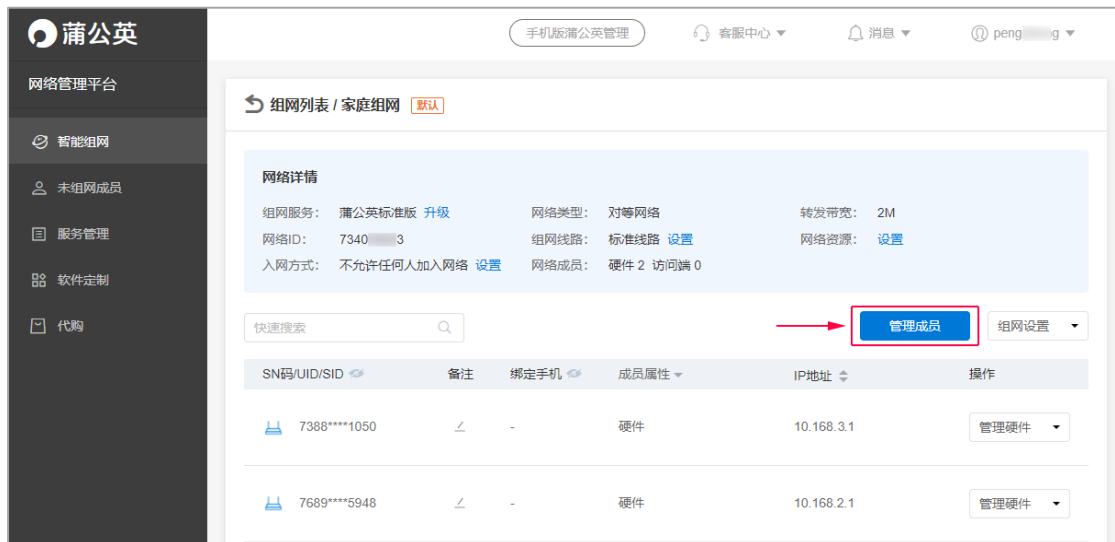 蒲公英
手机版蒲公英管理 客服中心 消息 peng g
网络管理平台
智能组网
未组网成员
服务管理
软件定制
代购
组网列表 / 家庭组网 默认
网络详情
组网服务： 蒲公英标准版 升级 网络类型： 对等网络 转发带宽： 2M
网络ID： 7340 3 组网线路： 标准线路 设置 网络资源： 设置
入网方式： 不允许任何人加入网络 设置 网络成员： 硬件 2 访问端 0
快速搜索 管理成员 组网设置
SN码/UID/SID 备注 绑定手机 成员属性 IP地址 操作
7388****1050 - 硬件 10.168.3.1 管理硬件
7689****5948 - 硬件 10.168.2.1 管理硬件